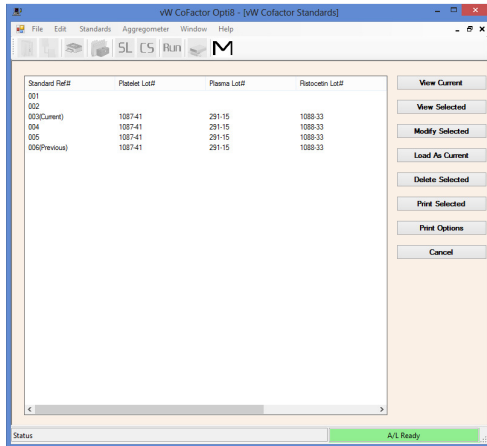 vW CoFactor Opti8 - [vW Cofactor Standards]
File Edit Standards Aggregometer Window Help
SL CS Run M
Standard Ref# Platelet Lot# Plasma Lot# Ristocetin Lot#
001
002
003(Current) 1087-41 291-15 1088-33
004 1087-41 291-15 1088-33
005 1087-41 291-15 1088-33
006(Previous) 1087-41 291-15 1088-33
View Current
View Selected
Modify Selected
Load As Current
Delete Selected
Print Selected
Print Options
Cancel
Status A/L Ready